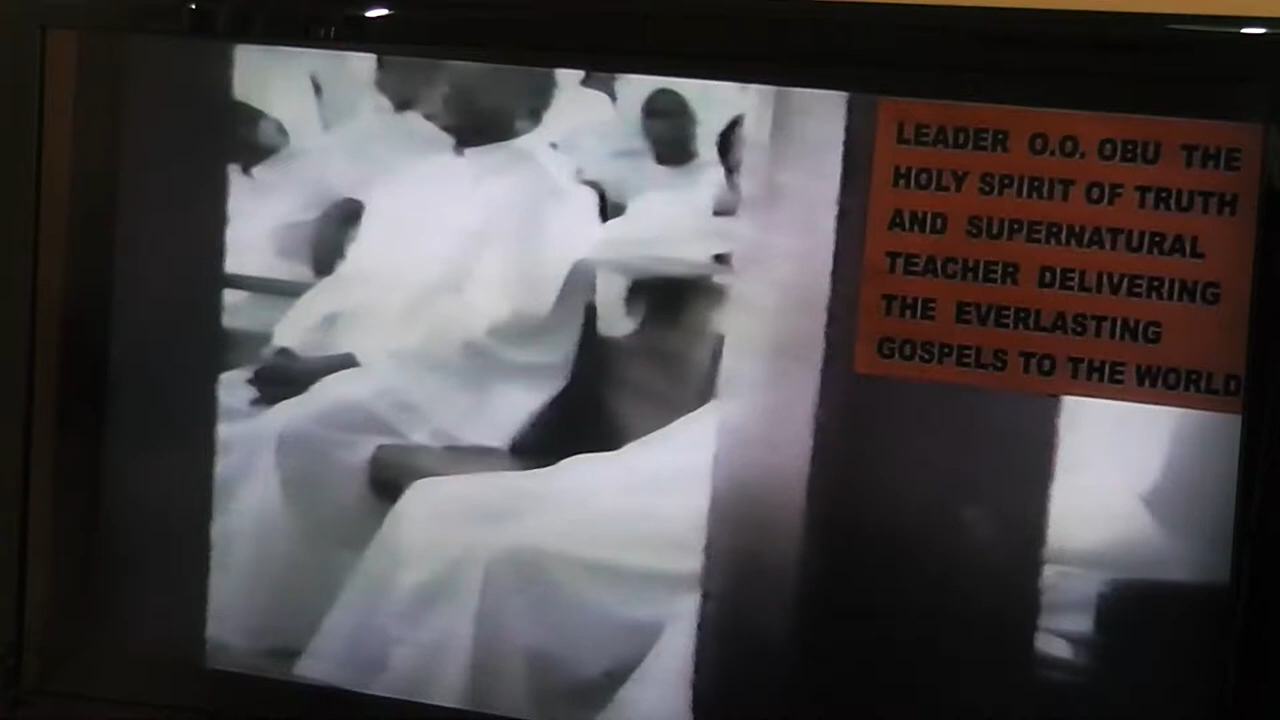 LEADER O.O. OBU THE
HOLY SPIRIT OF TRUTH
AND SUPERNATURAL
TEACHER DELIVERING
THE EVERLASTING
GOSPELS TO THE WORLD